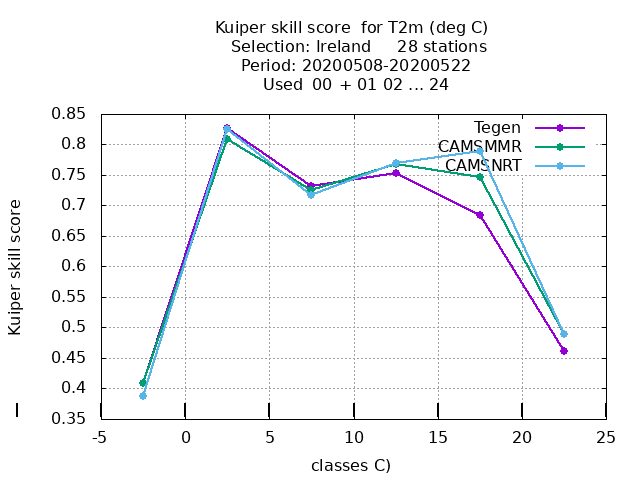 Kuiper skill score  for T2m (deg C)
Selection: Ireland     28 stations
Period: 20200508-20200522
Used  00 + 01 02 ... 24
Tegen
CAMSMMR
CAMSNRT
Kuiper skill score
0.85
0.8
0.75
0.7
0.65
0.6
0.55
0.5
0.45
0.4
0.35
-5 0 5 10 15 20 25
classes C)